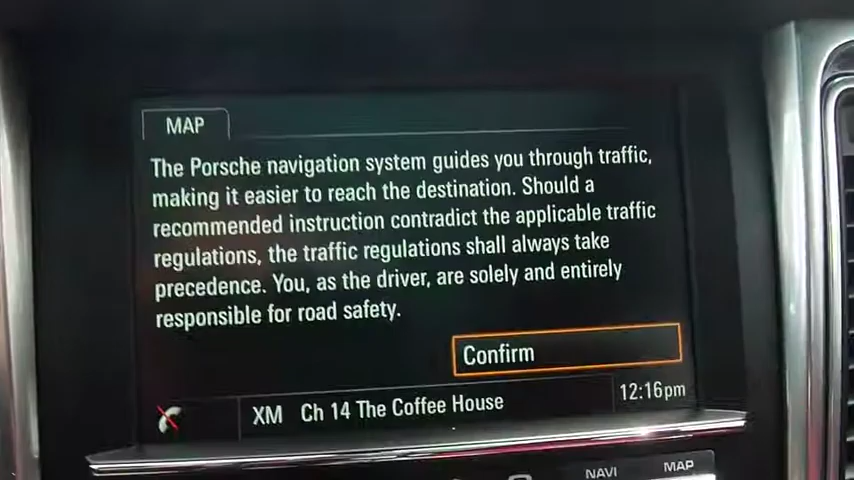 MAP
The Porsche navigation system guides you through traffic,
making it easier to reach the destination. Should a
recommended instruction contradict the applicable traffic
regulations, the traffic regulations shall always take
precedence. You, as the driver, are solely and entirely
responsible for road safety.
Confirm
XM Ch 14 The Coffee House 12:16pm
NAVI MAP